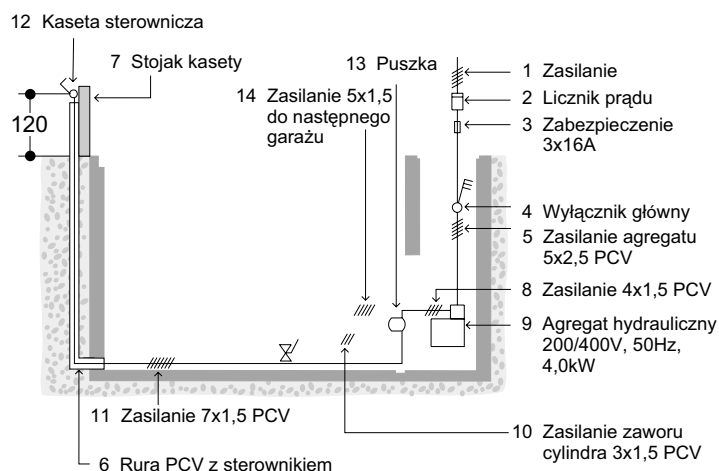 12 Kaseta sterownicza
7 Stojak kasety
13 Puszka
14 Zasilanie 5x1,5
do następnego
garażu
120
1 Zasilanie
2 Licznik prądu
3 Zabezpieczenie
3x16A
4 Wyłącznik główny
5 Zasilanie agregatu
5x2,5 PCV
8 Zasilanie 4x1,5 PCV
9 Agregat hydrauliczny
200/400V, 50Hz,
4,0kW
10 Zasilanie zaworu
cylindra 3x1,5 PCV
11 Zasilanie 7x1,5 PCV
6 Rura PCV z sterownikiem